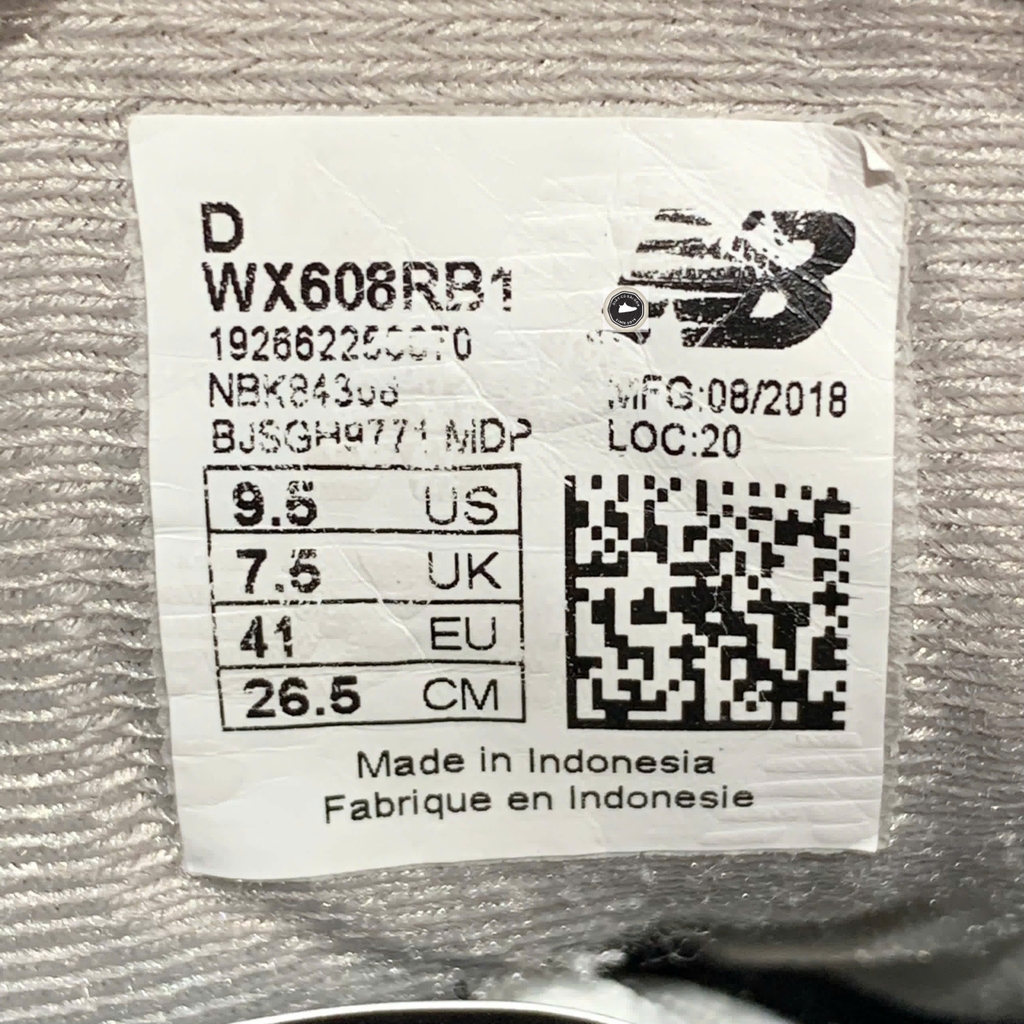 D
WX608RB1
MFG:08/2018
LOC:20
9.5 US
7.5 UK
41 EU
26.5 CM
Made in Indonesia
Fabrique en Indonesie